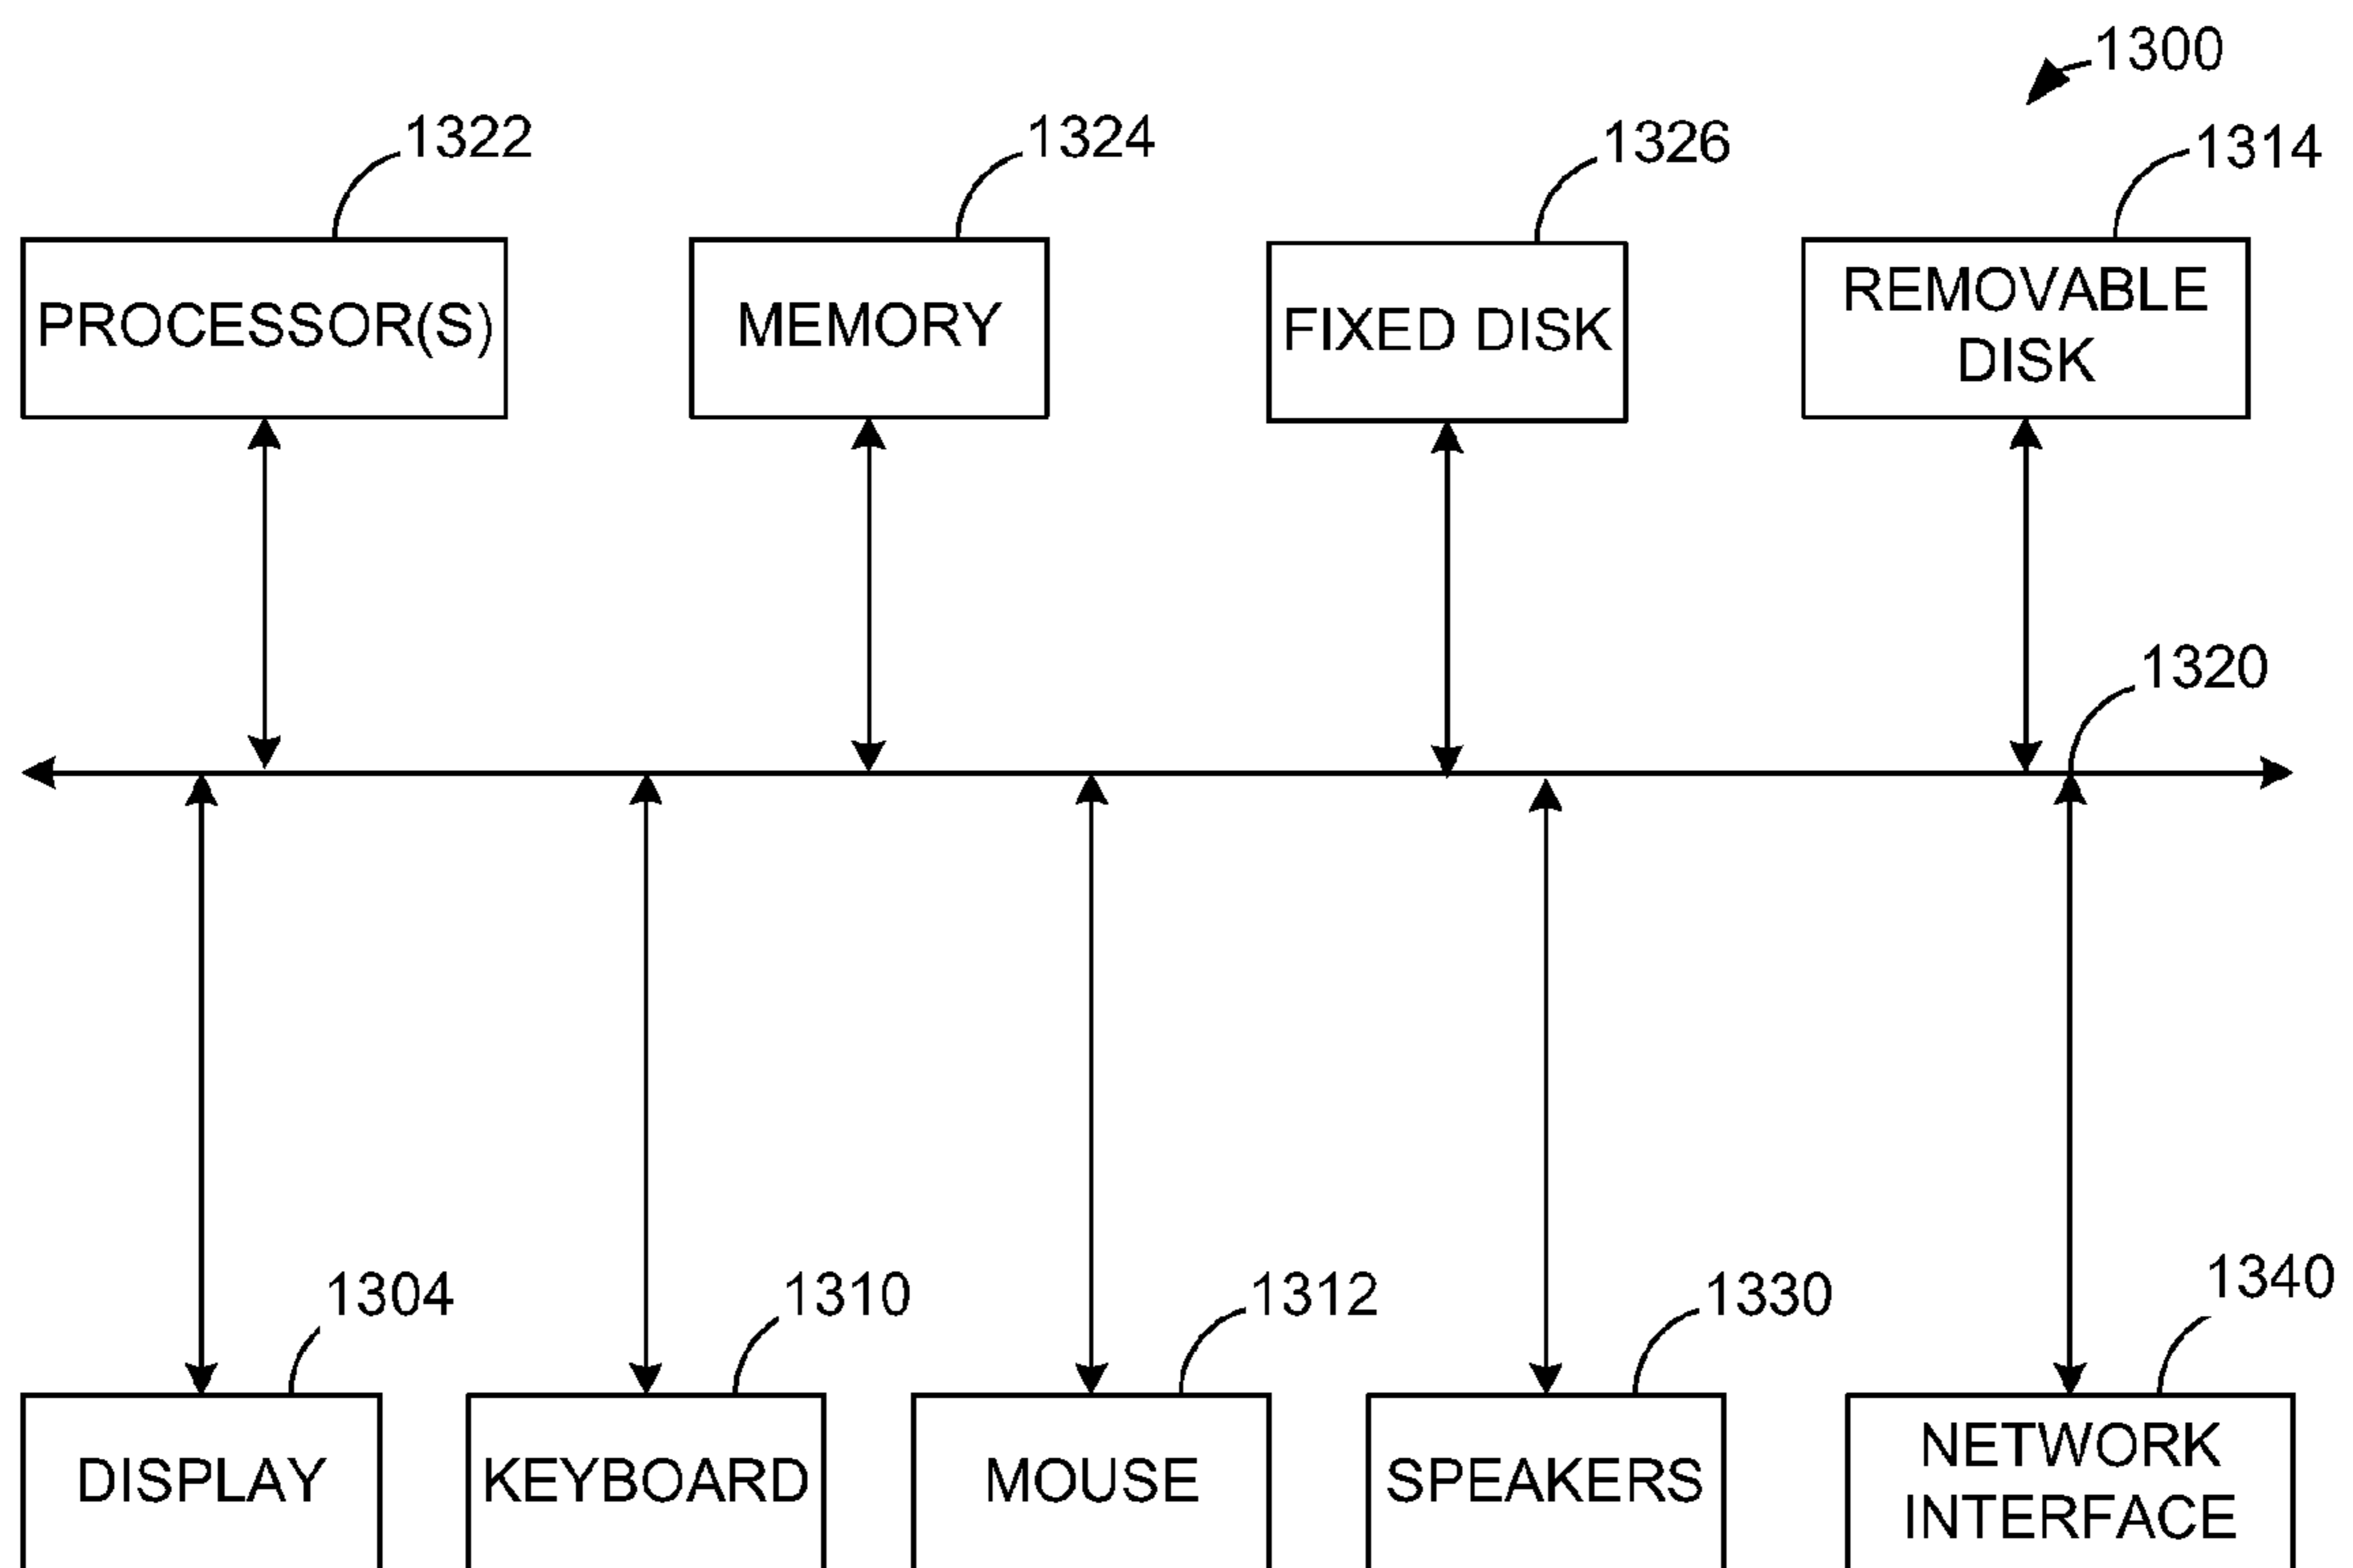 1300
1322
1324
1326
1314
PROCESSOR(S)
MEMORY
FIXED DISK
REMOVABLE
DISK
1320
1304
1310
1312
1330
1340
DISPLAY
KEYBOARD
MOUSE
SPEAKERS
NETWORK
INTERFACE